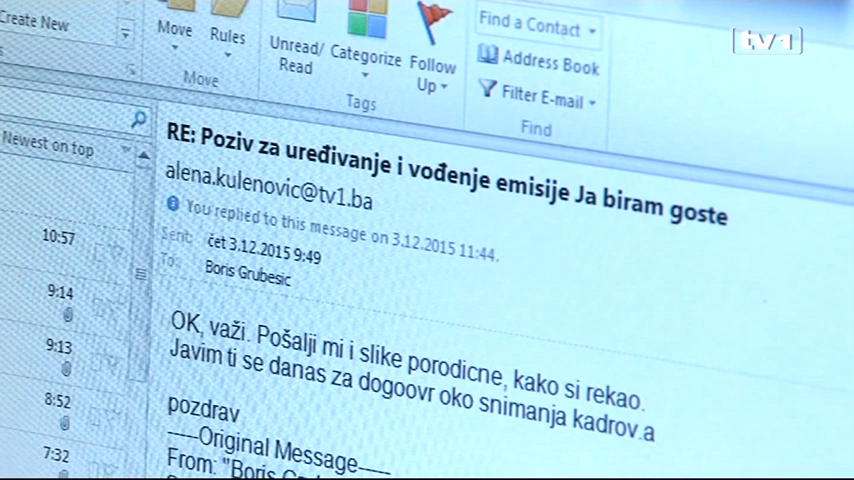 tv1
Create New
Move
Rules
Unread/
Read
Categorize
Follow
Up
Find a Contact
Address Book
Filter E-mail
Move
Tags
Find
Newest on top
RE: Poziv za uređivanje i vođenje emisije Ja biram goste
alena.kulenovic@tv1.ba
You replied to this message on 3.12.2015 11:44.
Sent: čet 3.12.2015 9:49
To: Boris Grubesic
10:57
9:14
9:13
8:52
7:32
OK, važi. Pošalji mi i slike porodicne, kako si rekao.
Javim ti se danas za dogoovr oko snimanja kadrov.a
pozdrav
-----Original Message-----
From: "Boris